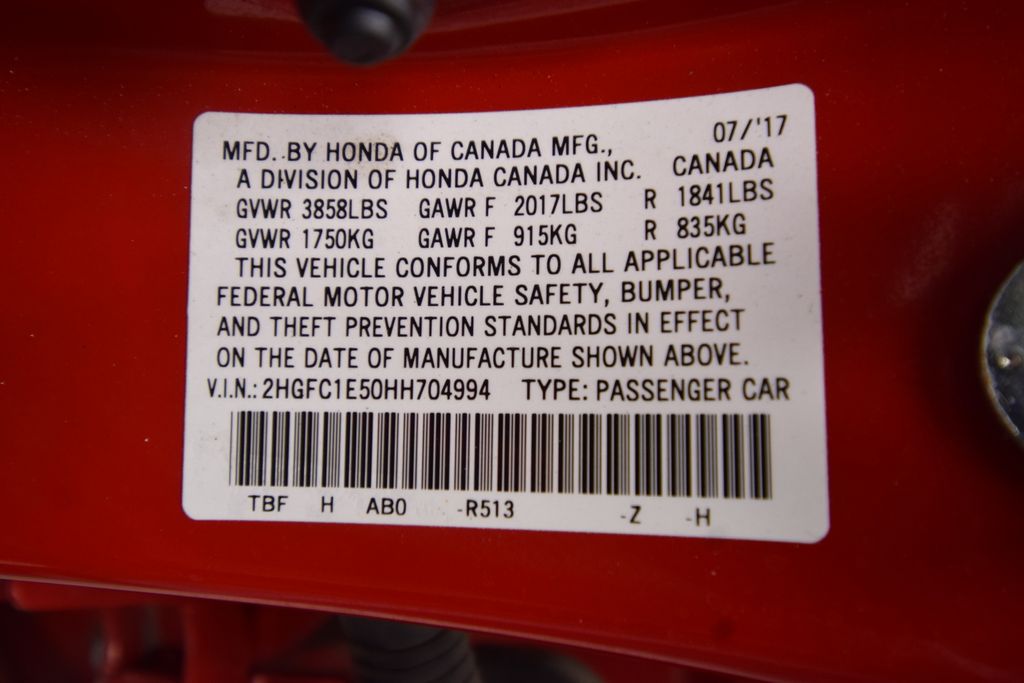 07/'17
MFD. BY HONDA OF CANADA MFG.,
A DIVISION OF HONDA CANADA INC. CANADA
GVWR 3858LBS GAWR F 2017LBS R 1841LBS
GVWR 1750KG GAWR F 915KG R 835KG
THIS VEHICLE CONFORMS TO ALL APPLICABLE
FEDERAL MOTOR VEHICLE SAFETY, BUMPER,
AND THEFT PREVENTION STANDARDS IN EFFECT
ON THE DATE OF MANUFACTURE SHOWN ABOVE.
V.I.N.: 2HGFC1E50HH704994 TYPE: PASSENGER CAR
TBF H AB0 -R513 -Z -H